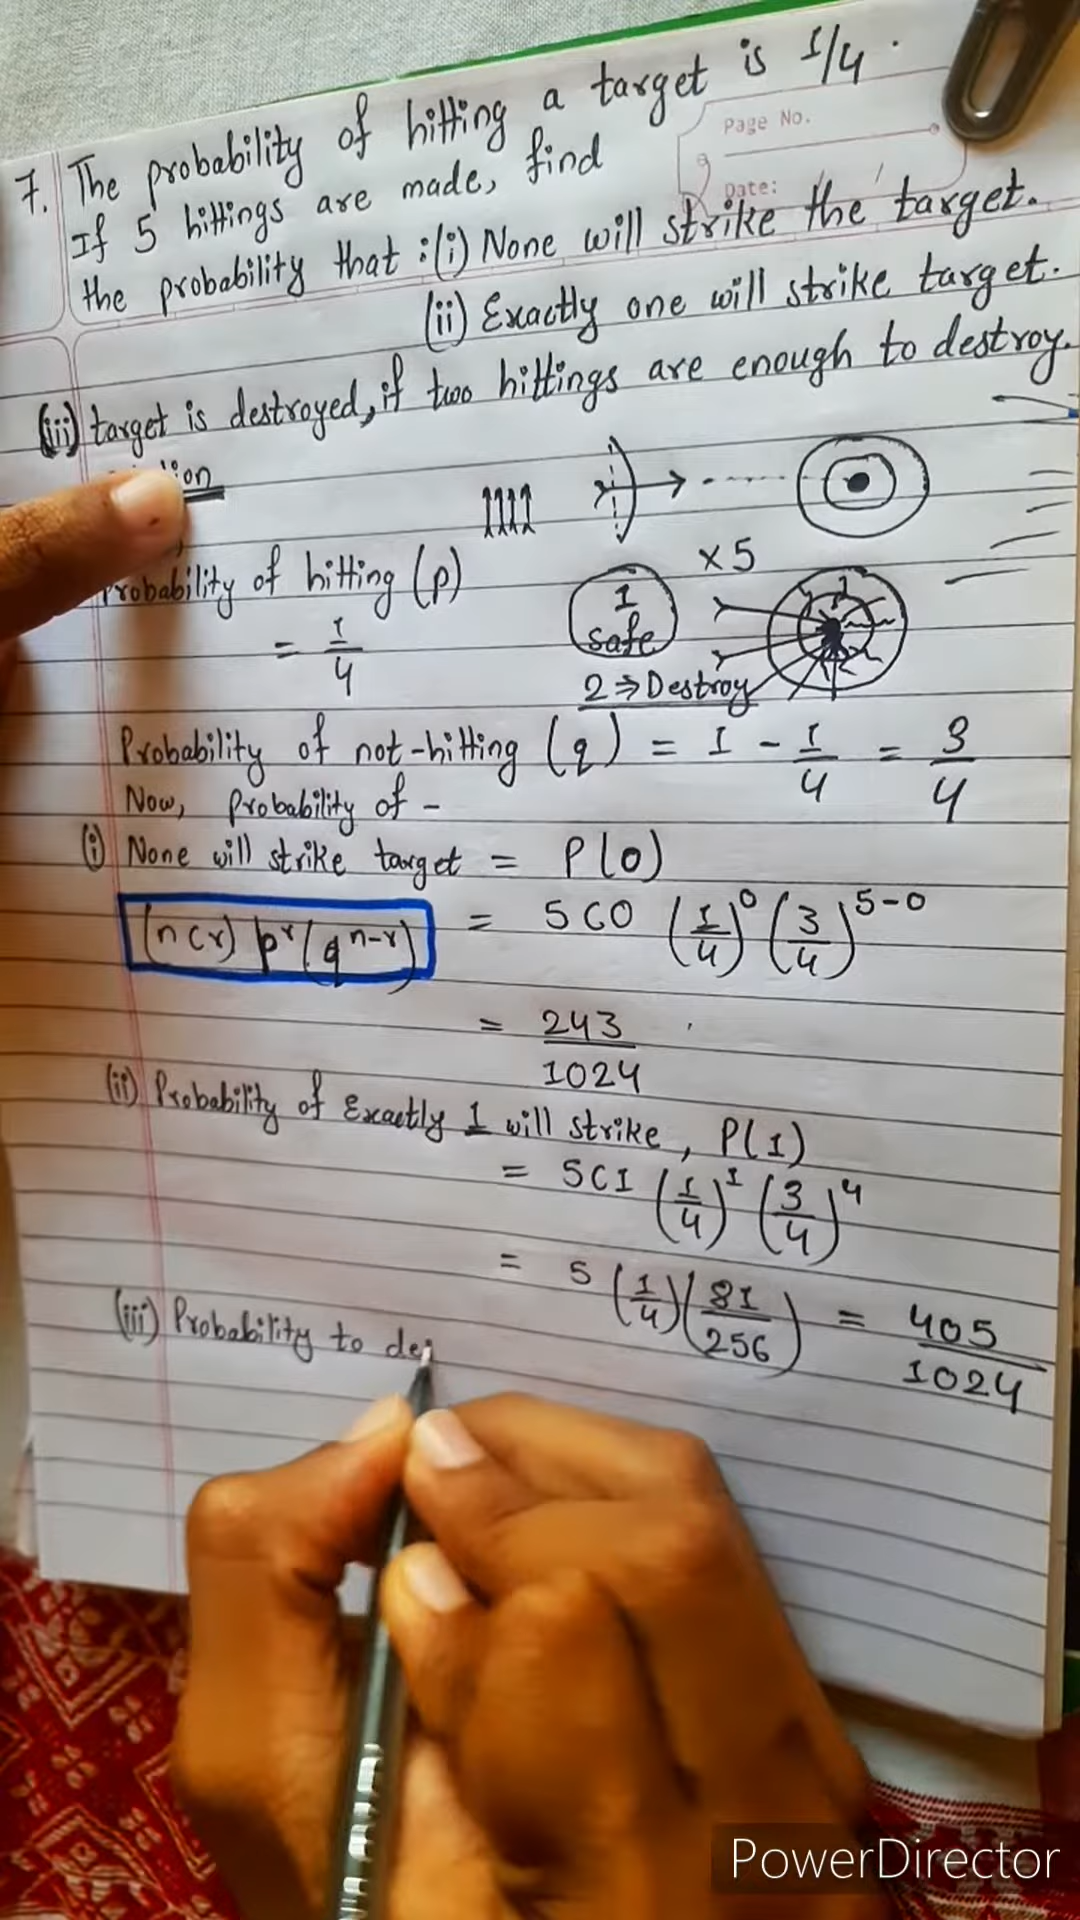 7. The probability of hitting a target is 1/4.
Page No.
Date:
If 5 hittings are made, find
the probability that :(i) None will strike the target.
(ii) Exactly one will strike target.
(iii) target is destroyed, if two hittings are enough to destroy.
× 5
Probability of hitting (p)
= 1/4
1
safe
2 ⇒ Destroy
Probability of not-hitting (q) = 1 - 1/4 = 3/4
Now, Probability of -
(i) None will strike target = P(0)
(nCr) p^r (q^n-r) = 5C0 (1/4)^0 (3/4)^5-0
= 243/1024
(ii) Probability of Exactly 1 will strike, P(1)
= 5C1 (1/4)^1 (3/4)^4
= 5 (1/4) (81/256) = 405/1024
(iii) Probability to des
PowerDirector